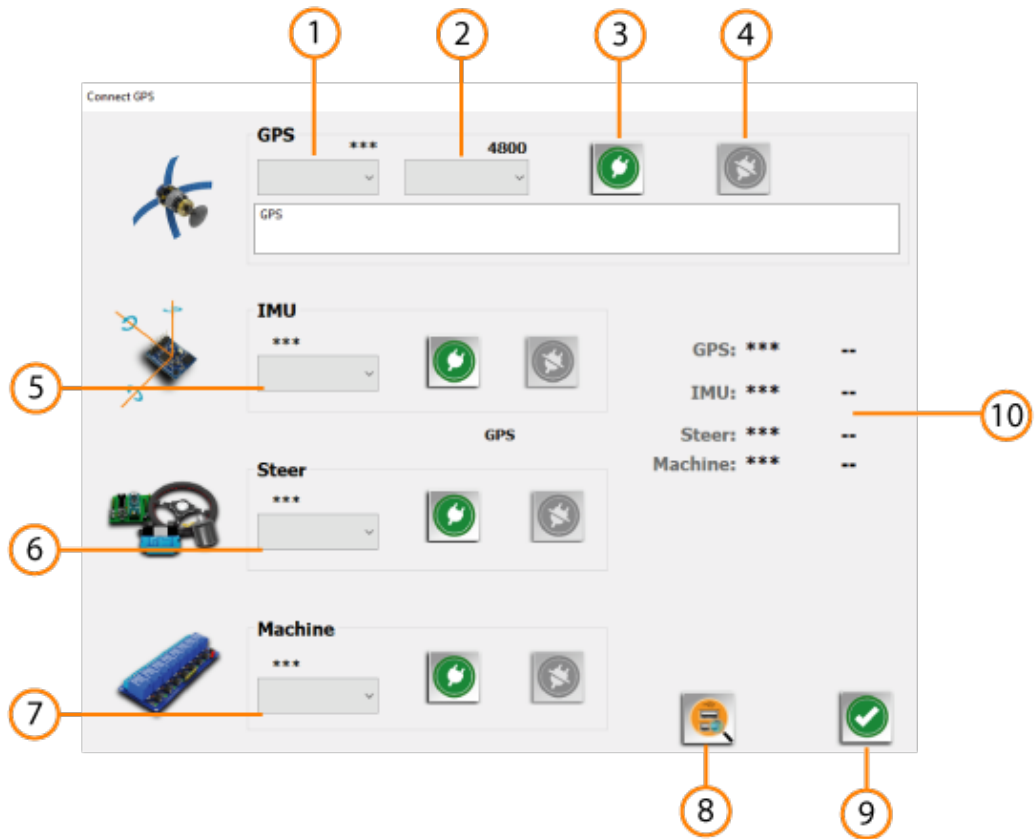 1 2 3 4
Connect GPS
GPS
*** 4800
GPS
IMU
***
5
GPS: *** --
IMU: *** --
10
GPS
Steer: *** --
Machine: *** --
Steer
***
6
Machine
***
7
8 9